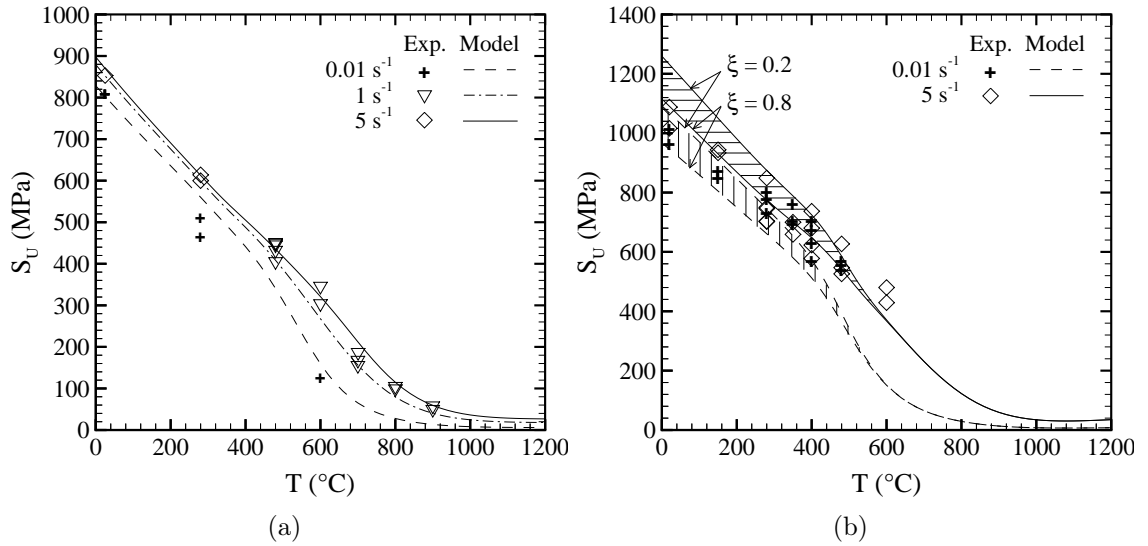 Exp. Model
0.01 s⁻¹
1 s⁻¹
5 s⁻¹
1000
900
800
700
600
500
400
300
200
100
0
S_U (MPa)
0 200 400 600 800 1000 1200
T (°C)
(a)
Exp. Model
0.01 s⁻¹
5 s⁻¹
ξ = 0.2
ξ = 0.8
1400
1200
1000
800
600
400
200
0
S_U (MPa)
0 200 400 600 800 1000 1200
T (°C)
(b)